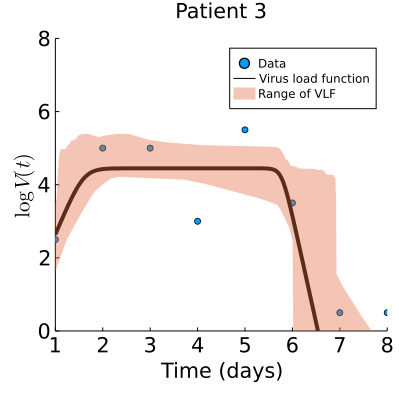 Patient 3
8
6
4
2
0
log V(t)
Data
Virus load function
Range of VLF
1 2 3 4 5 6 7 8
Time (days)